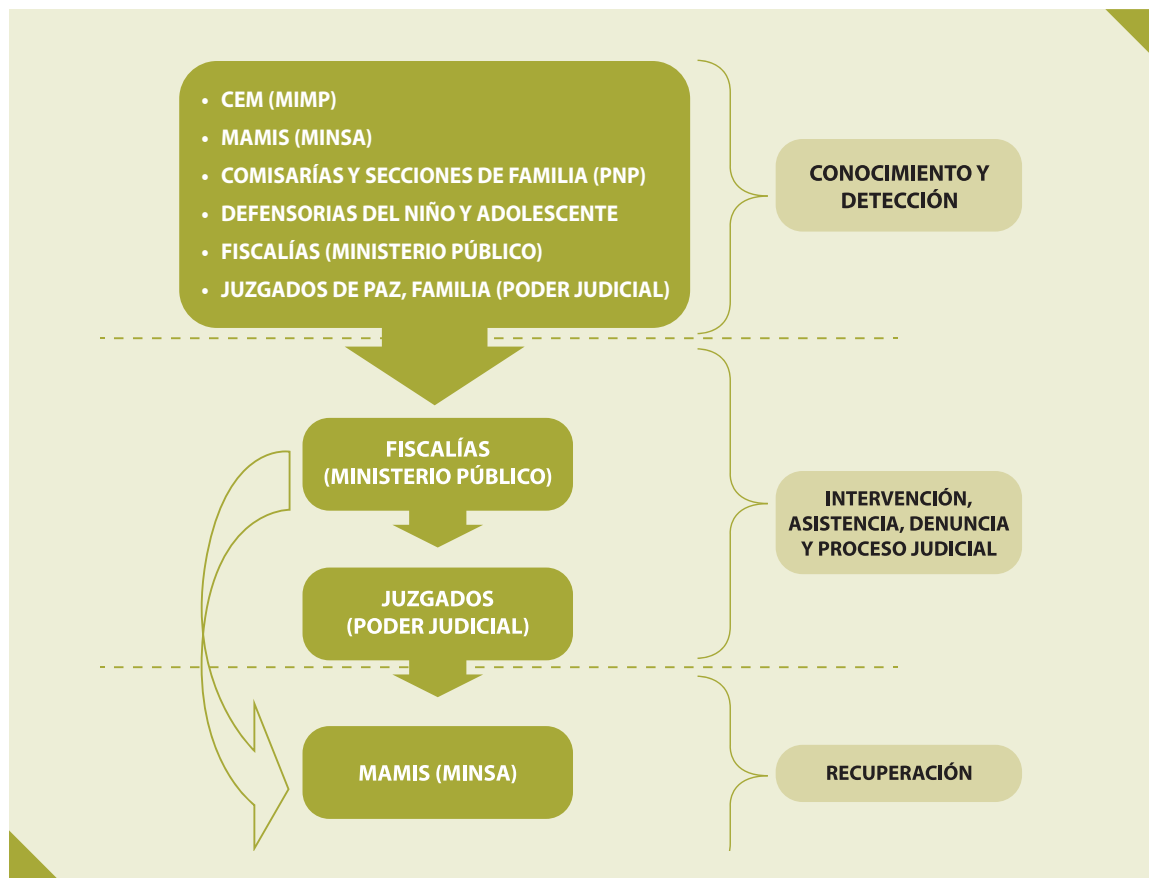 • CEM (MIMP)
• MAMIS (MINSA)
• COMISARÍAS Y SECCIONES DE FAMILIA (PNP)
• DEFENSORIAS DEL NIÑO Y ADOLESCENTE
• FISCALÍAS (MINISTERIO PÚBLICO)
• JUZGADOS DE PAZ, FAMILIA (PODER JUDICIAL)
CONOCIMIENTO Y
DETECCIÓN
FISCALÍAS
(MINISTERIO PÚBLICO)
JUZGADOS
(PODER JUDICIAL)
INTERVENCIÓN,
ASISTENCIA, DENUNCIA
Y PROCESO JUDICIAL
MAMIS (MINSA)
RECUPERACIÓN